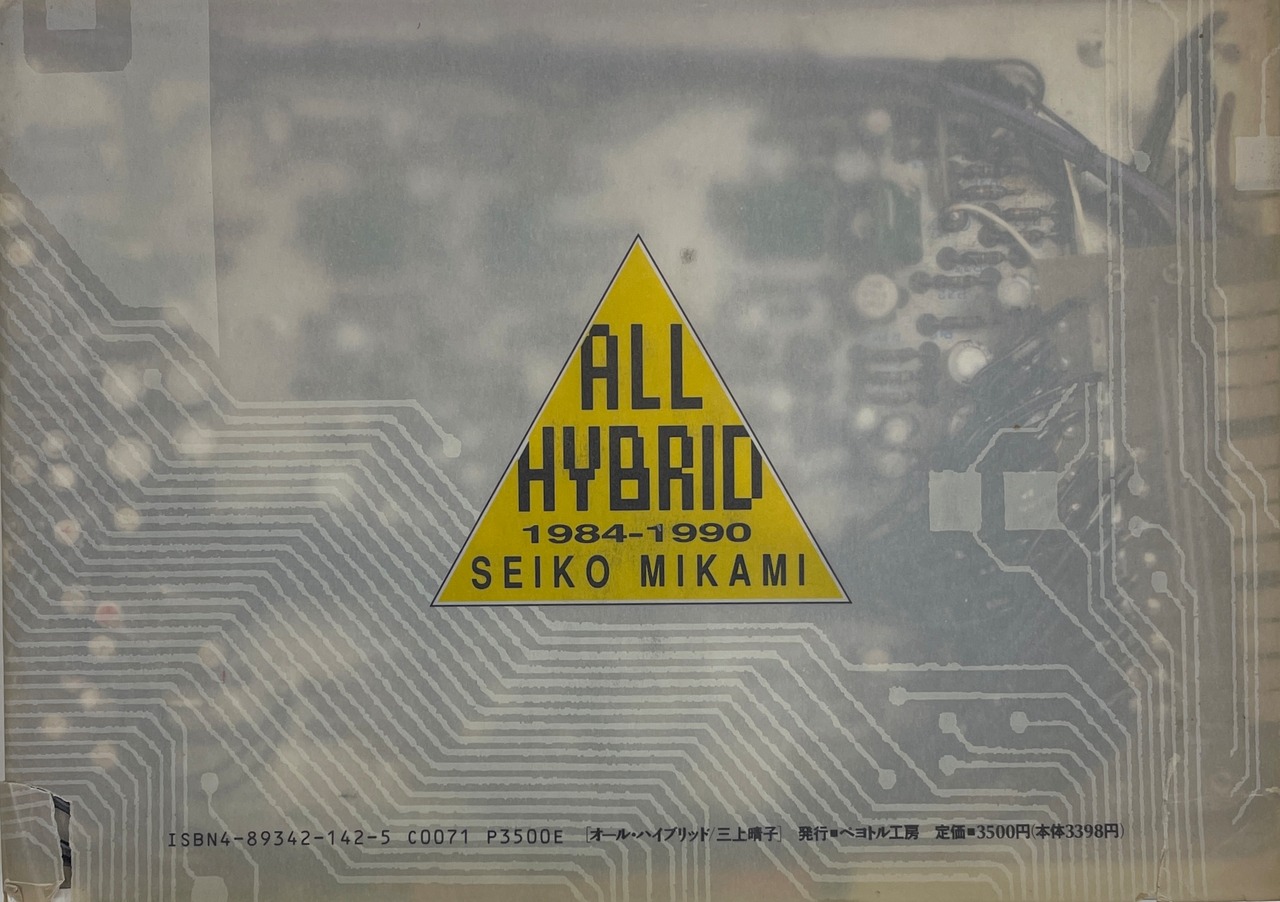 ALL
HYBRID
1984-1990
SEIKO MIKAMI
ISBN4-89342-142-5 C0071 P3500E [オール・ハイブリッド/三上晴子] 発行■ペヨトル工房 定価■3500円(本体3398円)